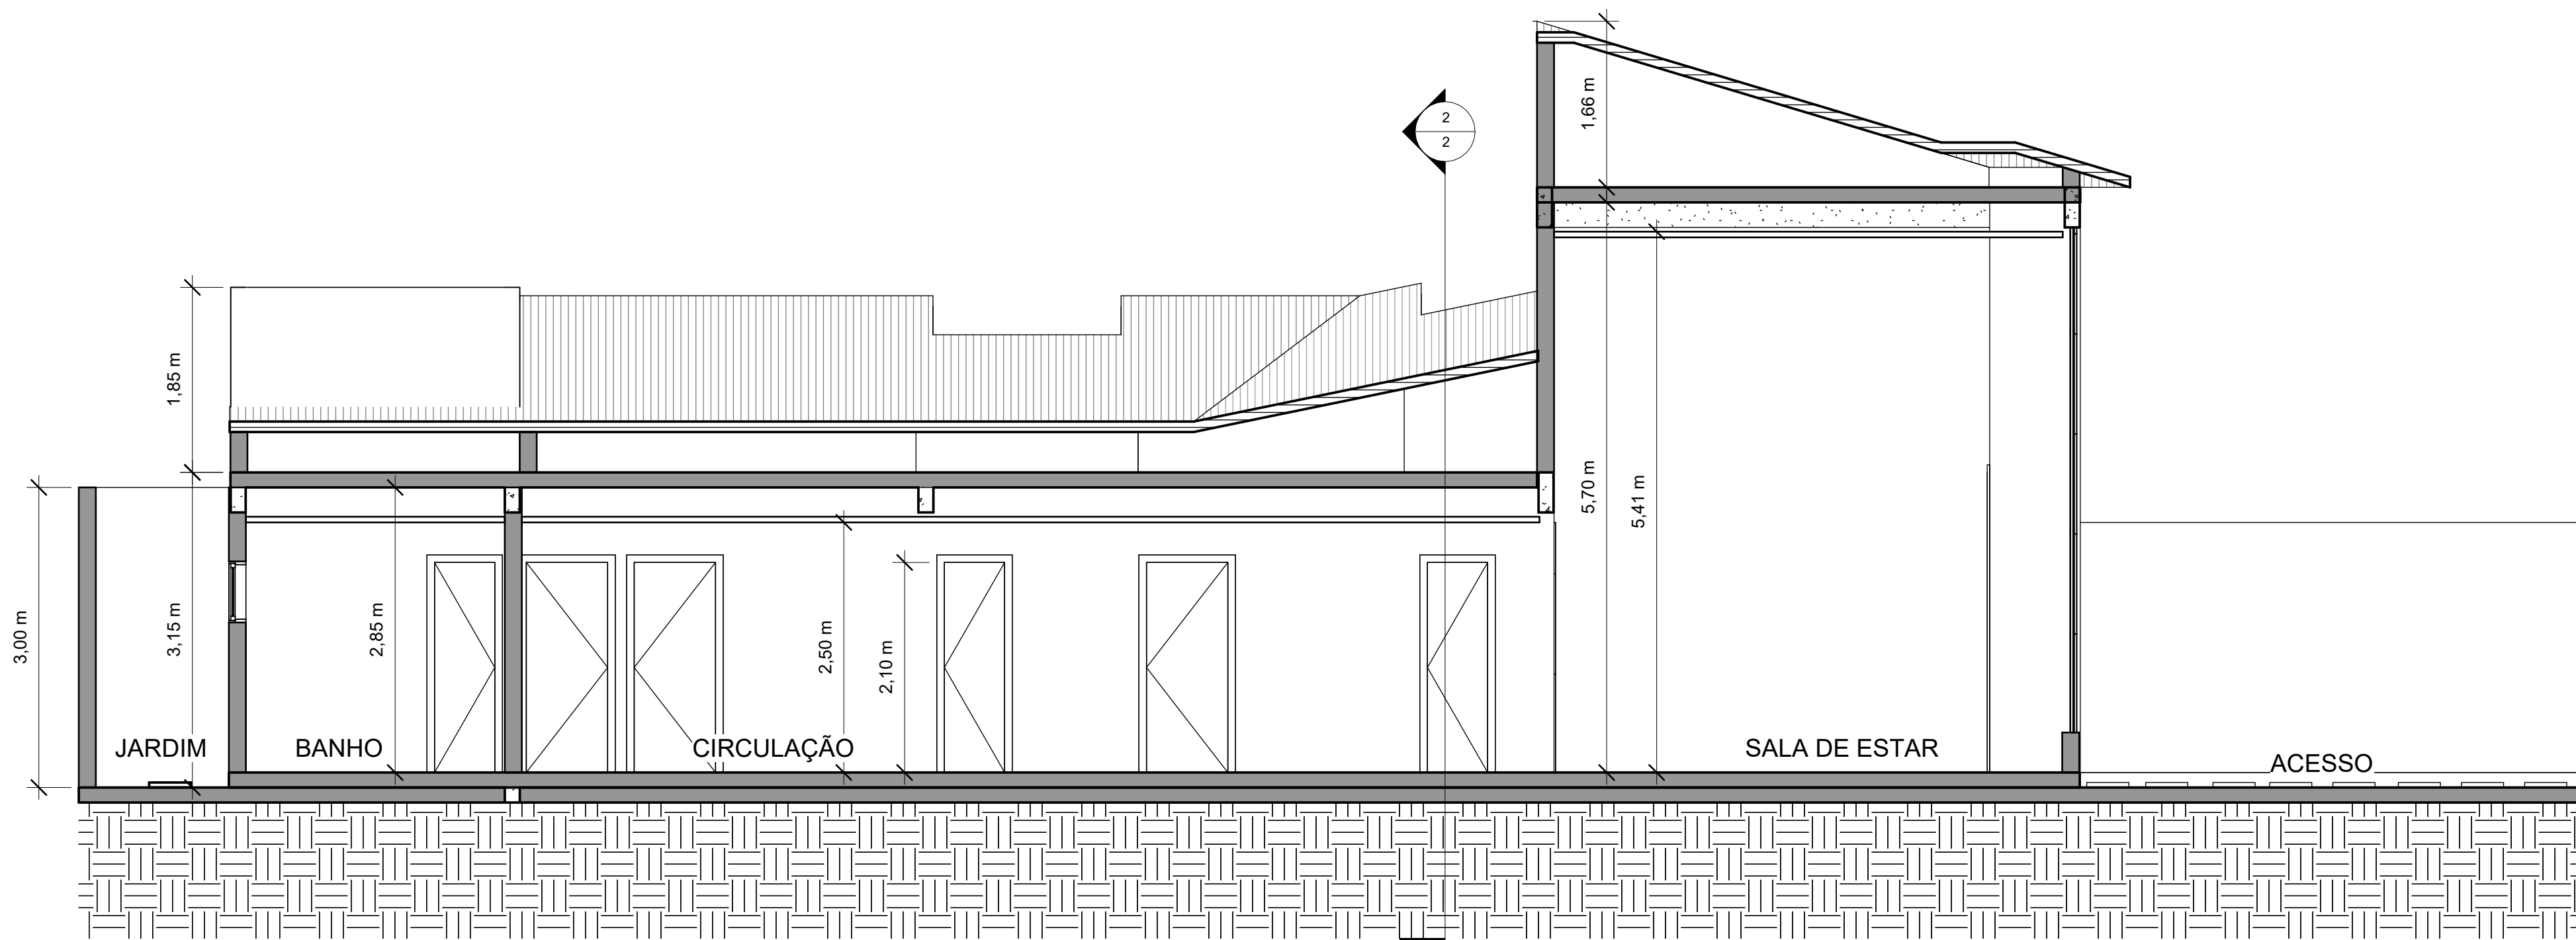 2
2
1,66 m
1,85 m
5,70 m
5,41 m
3,00 m
3,15 m
2,85 m
2,50 m
2,10 m
JARDIM
BANHO
CIRCULAÇÃO
SALA DE ESTAR
ACESSO